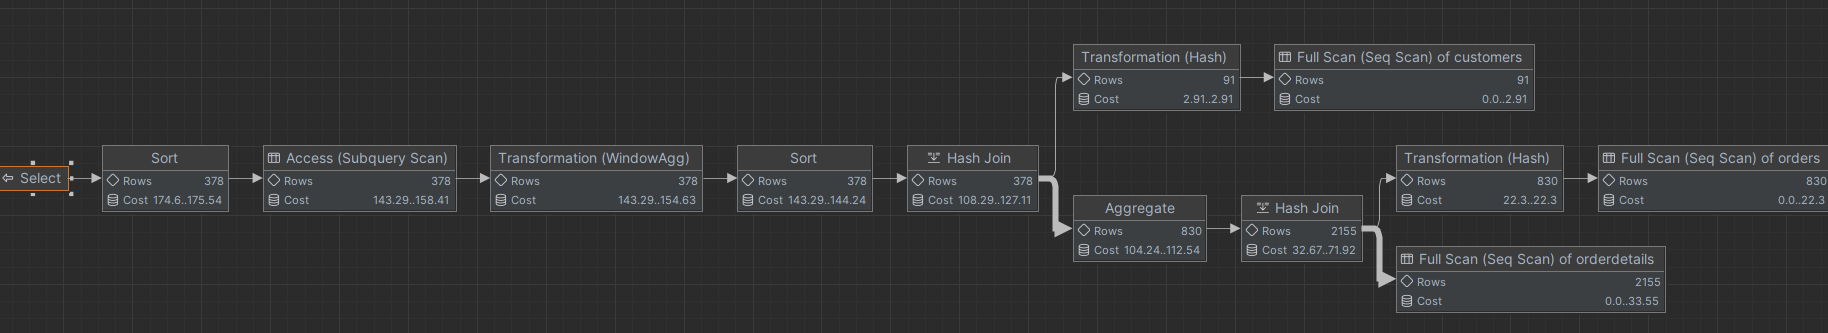 Select
Sort
Rows 378
Cost 174.6..175.54
Access (Subquery Scan)
Rows 378
Cost 143.29..158.41
Transformation (WindowAgg)
Rows 378
Cost 143.29..154.63
Sort
Rows 378
Cost 143.29..144.24
Hash Join
Rows 378
Cost 108.29..127.11
Transformation (Hash)
Rows 91
Cost 2.91..2.91
Full Scan (Seq Scan) of customers
Rows 91
Cost 0.0..2.91
Aggregate
Rows 830
Cost 104.24..112.54
Hash Join
Rows 2155
Cost 32.67..71.92
Transformation (Hash)
Rows 830
Cost 22.3..22.3
Full Scan (Seq Scan) of orders
Rows 830
Cost 0.0..22.3
Full Scan (Seq Scan) of orderdetails
Rows 2155
Cost 0.0..33.55